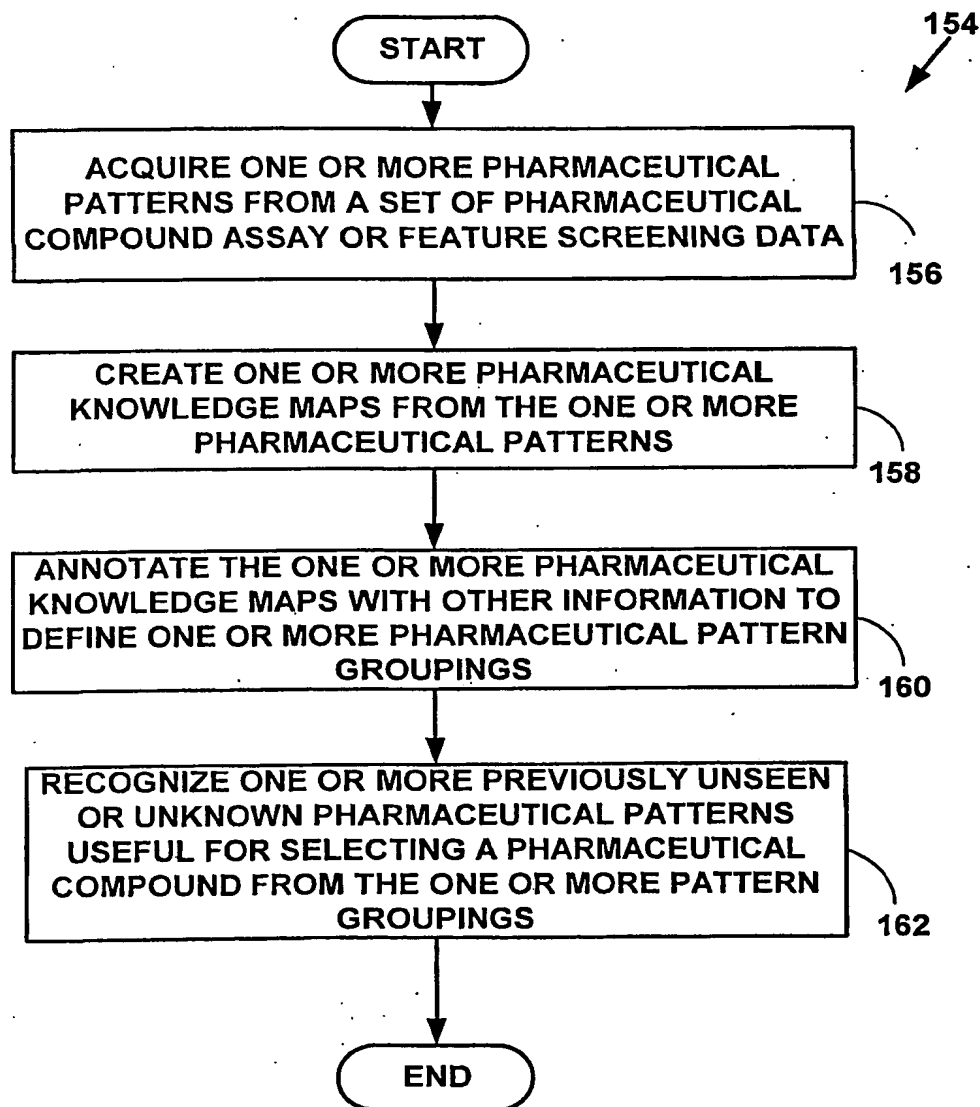 START
154
ACQUIRE ONE OR MORE PHARMACEUTICAL
PATTERNS FROM A SET OF PHARMACEUTICAL
COMPOUND ASSAY OR FEATURE SCREENING DATA
156
CREATE ONE OR MORE PHARMACEUTICAL
KNOWLEDGE MAPS FROM THE ONE OR MORE
PHARMACEUTICAL PATTERNS
158
ANNOTATE THE ONE OR MORE PHARMACEUTICAL
KNOWLEDGE MAPS WITH OTHER INFORMATION TO
DEFINE ONE OR MORE PHARMACEUTICAL PATTERN
GROUPINGS
160
RECOGNIZE ONE OR MORE PREVIOUSLY UNSEEN
OR UNKNOWN PHARMACEUTICAL PATTERNS
USEFUL FOR SELECTING A PHARMACEUTICAL
COMPOUND FROM THE ONE OR MORE PATTERN
GROUPINGS
162
END